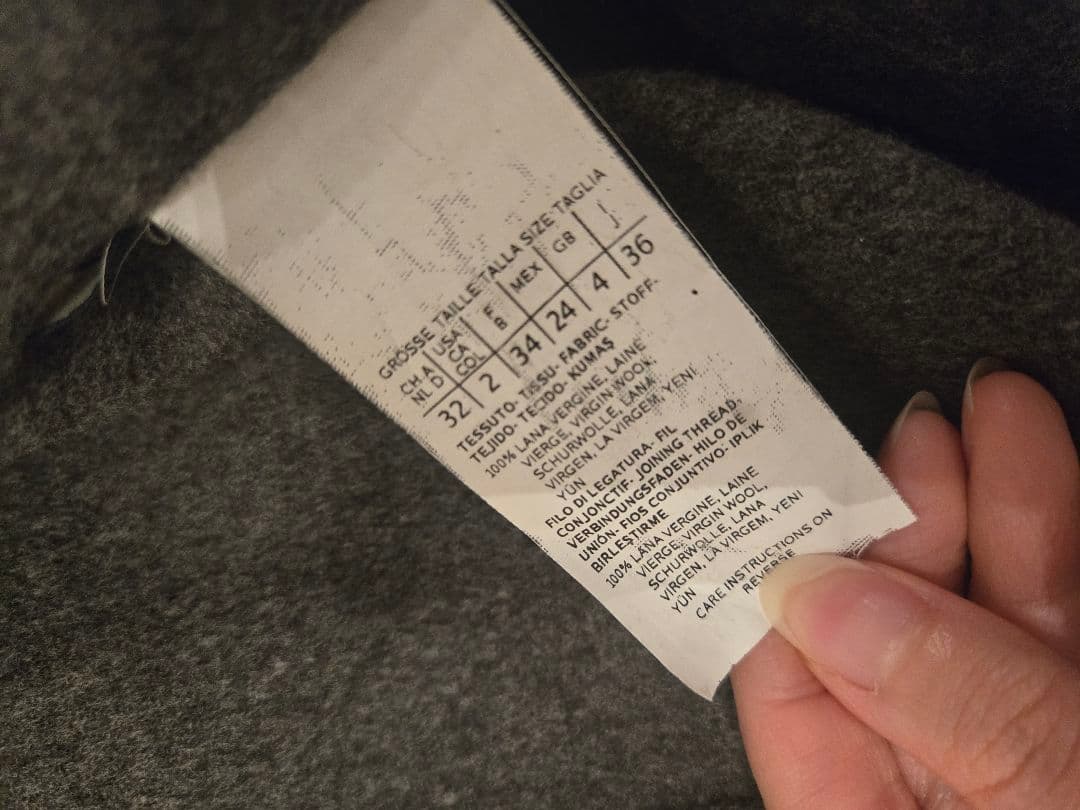 GRÖSSE TAILLE TALLA SIZE TAGLIA
CH A USA F MEX GB I
NL D CA B
COL
32 2 34 24 4 36
TESSUTO- TISSU- FABRIC- STOFF-
TEJIDO- TECIDO- KUMAŞ
100% LANA VERGINE, LAINE
VIERGE, VIRGIN WOOL,
SCHURWOLLE, LANA
VIRGEN, LA VIRGEM, YENİ
YÜN
FILO DI LEGATURA- FIL
CONJONCTIF- JOINING THREAD,
VERBINDUNGSFADEN, HILO DE
UNIÓN- FIOS CONJUNTIVO- IPLIK
BIRLEŞTIRME
100% LANA VERGINE, LAINE
VIERGE, VIRGIN WOOL,
SCHURWOLLE, LANA
VIRGEN, LA VIRGEM, YENI
YÜN
CARE INSTRUCTIONS ON
REVERSE